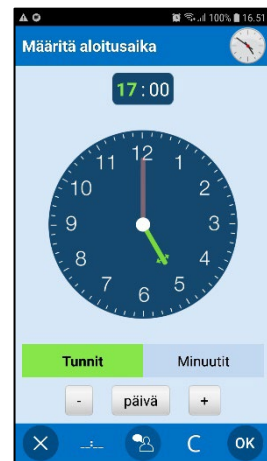 100% 16.51
Määritä aloitusaika
17:00
12
11 1
10 2
9 3
8 4
7 5
6
Tunnit Minuutit
- päivä +
--:-- C OK